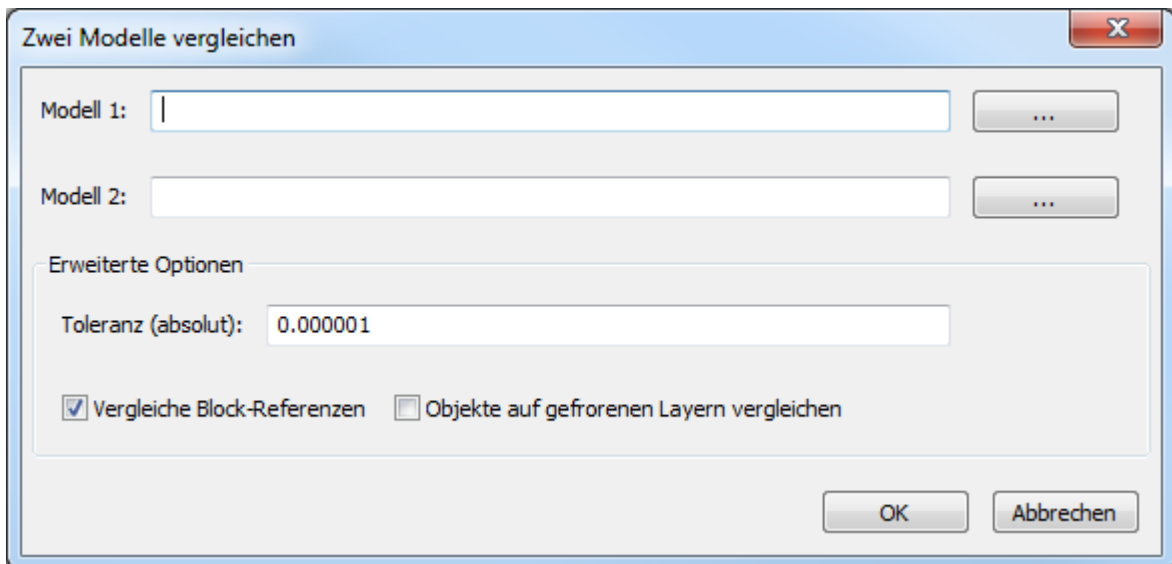 Zwei Modelle vergleichen
Modell 1: ...
Modell 2: ...
Erweiterte Optionen
Toleranz (absolut): 0.000001
Vergleiche Block-Referenzen Objekte auf gefrorenen Layern vergleichen
OK Abbrechen